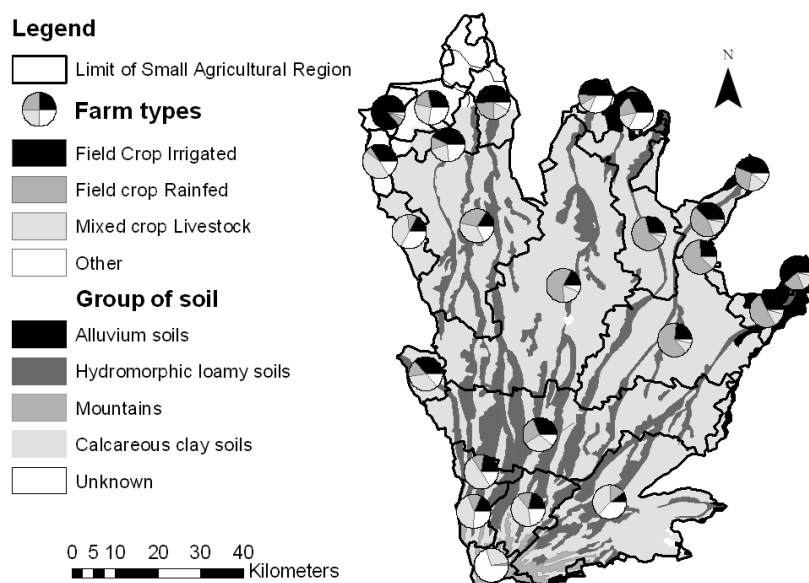 Legend
Limit of Small Agricultural Region
Farm types
Field Crop Irrigated
Field crop Rainfed
Mixed crop Livestock
Other
Group of soil
Alluvium soils
Hydromorphic loamy soils
Mountains
Calcareous clay soils
Unknown
0 5 10 20 30 40
Kilometers
N